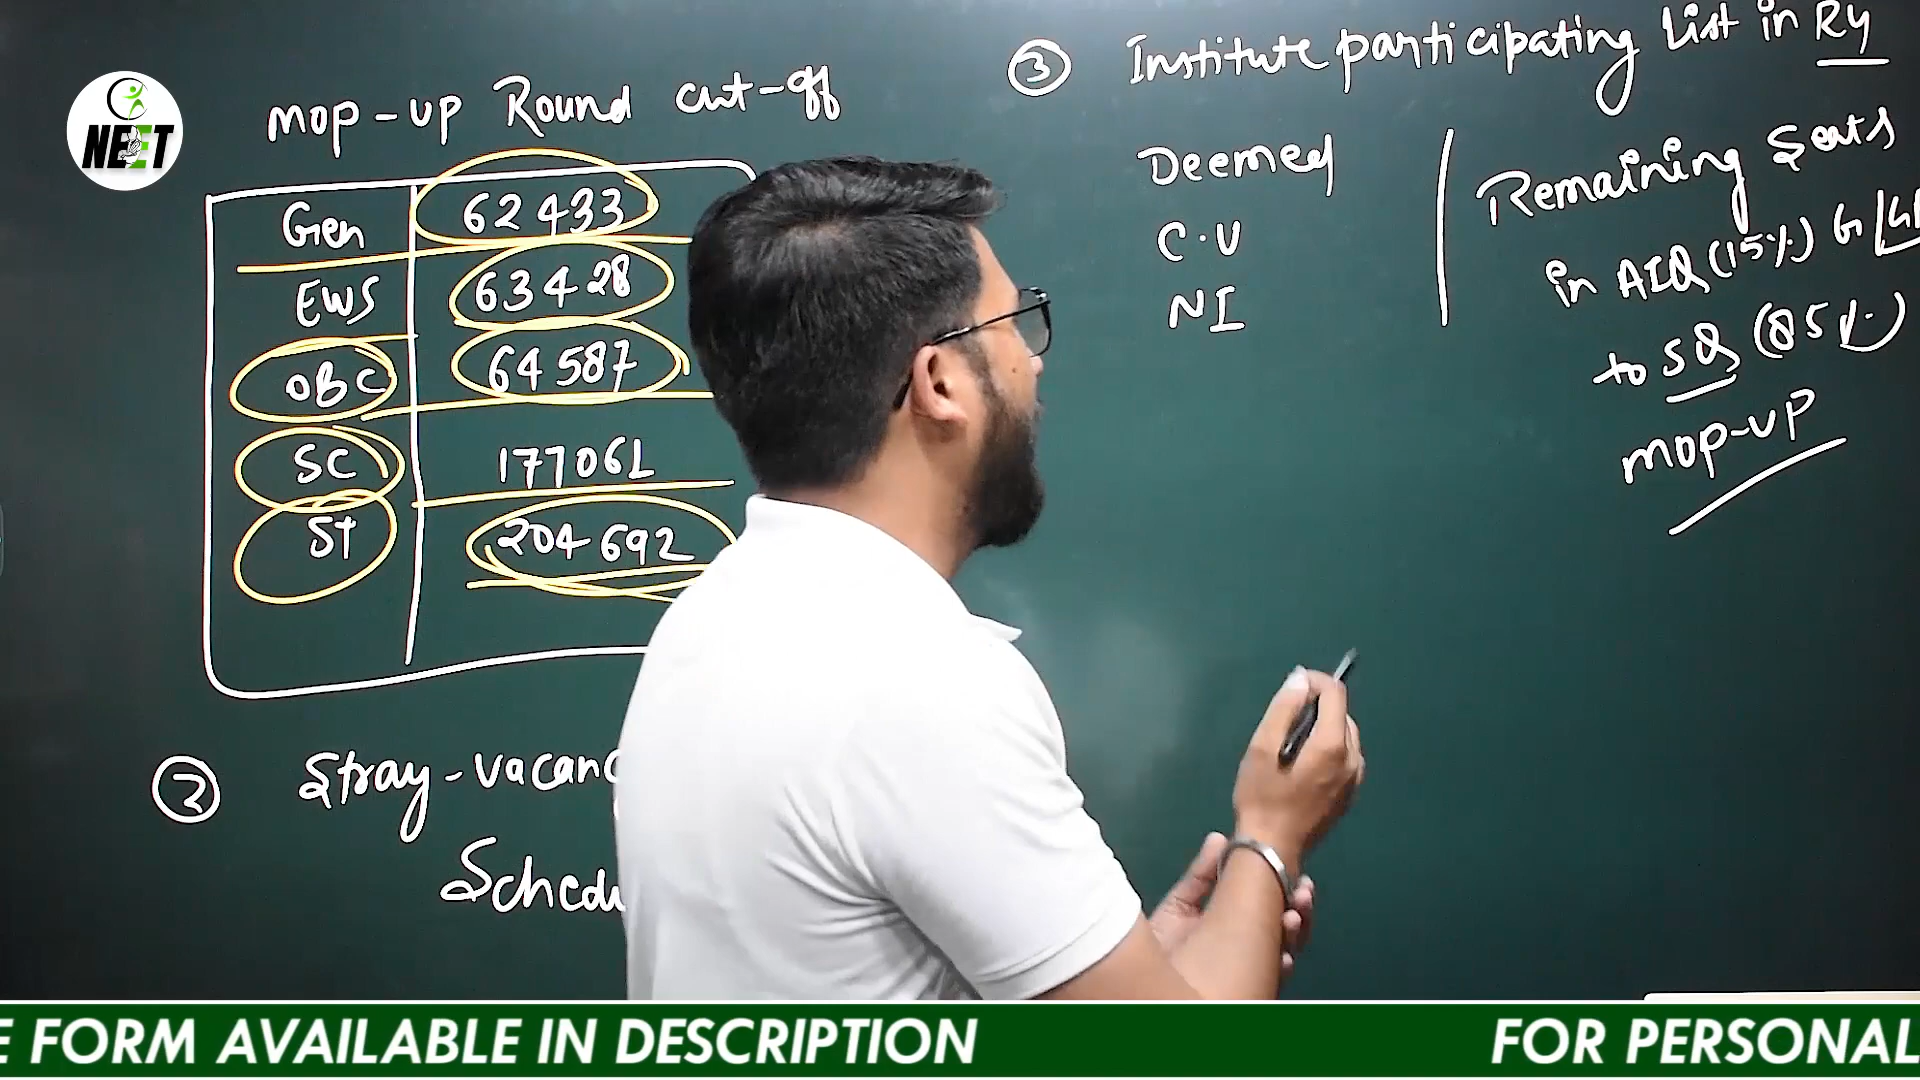 NEET
mop-up Round cut-off
Gen 62433
EWS 63428
OBC 64587
SC 177061
ST 204692
② Stray-vacanc
Schedu
③ Institute participating List in R4
Deemed
C.U
NI
Remaining Seats
in AIQ (15%) G/
to SQ (85%)
mop-up
E FORM AVAILABLE IN DESCRIPTION
FOR PERSONAL